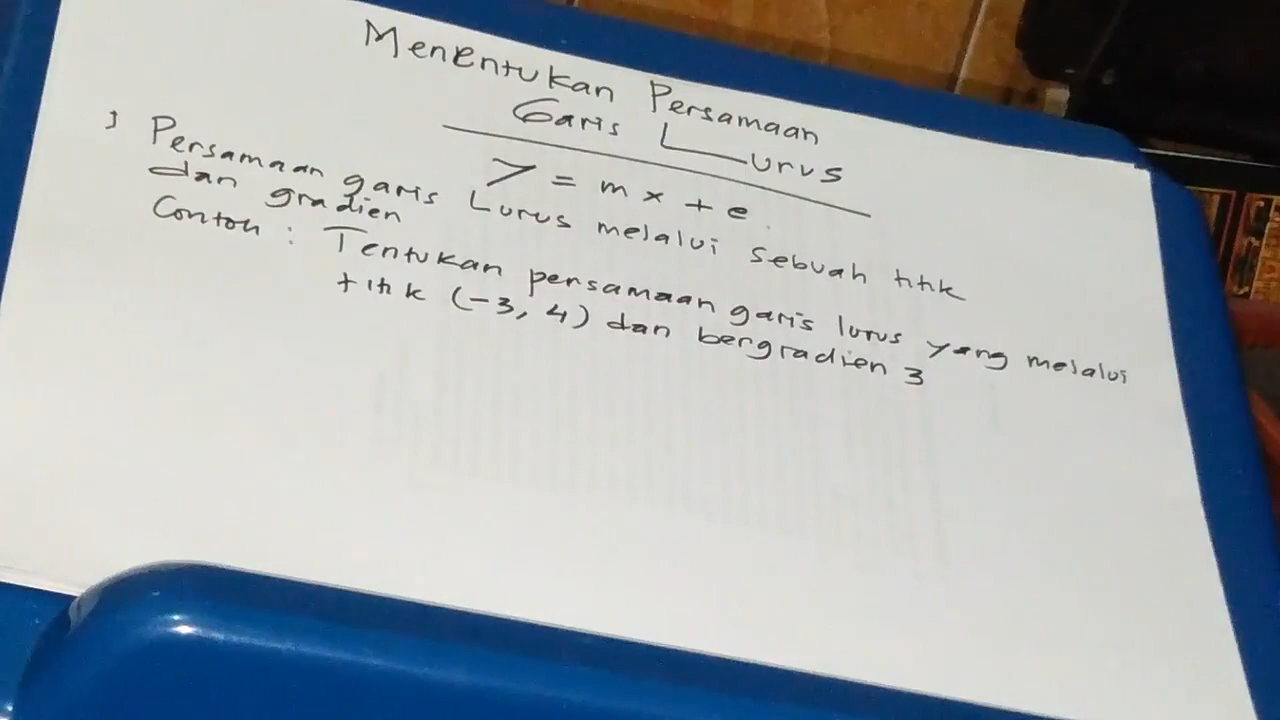 Menentukan Persamaan
Garis Lurus
y = mx + c
1 Persamaan garis Lurus melalui sebuah titik
dan gradien
Contoh : Tentukan persamaan garis lurus yang melalui
titik (-3, 4) dan bergradien 3